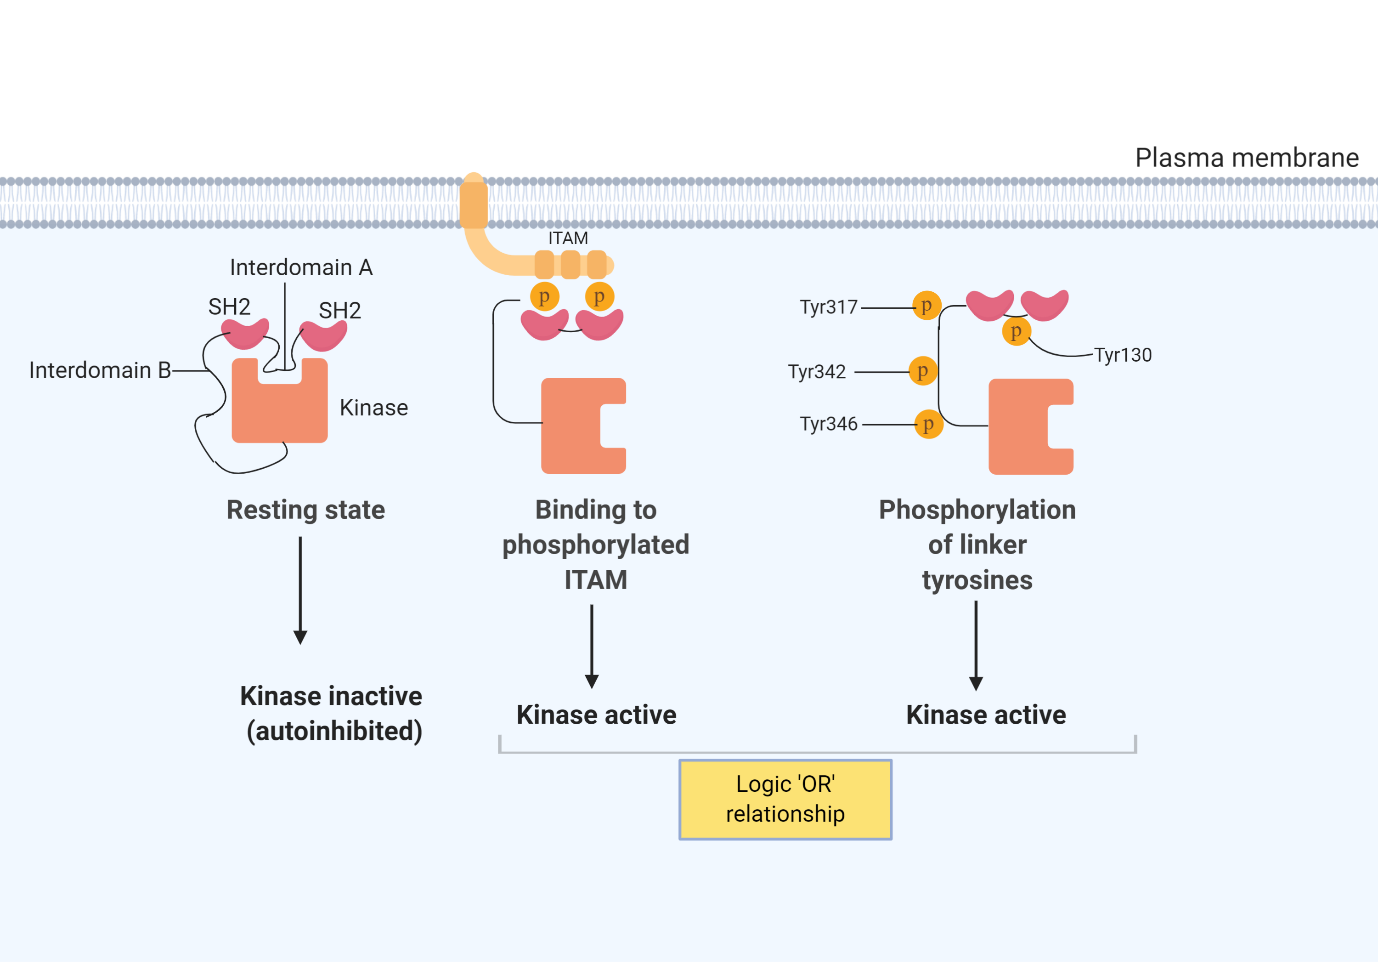 Plasma membrane
ITAM
Interdomain A
SH2
SH2
Interdomain B
Kinase
p
p
Tyr317
p
p
Tyr130
Tyr342
p
Tyr346
p
Resting state
Binding to
phosphorylated
ITAM
Phosphorylation
of linker
tyrosines
Kinase inactive
(autoinhibited)
Kinase active
Kinase active
Logic 'OR'
relationship